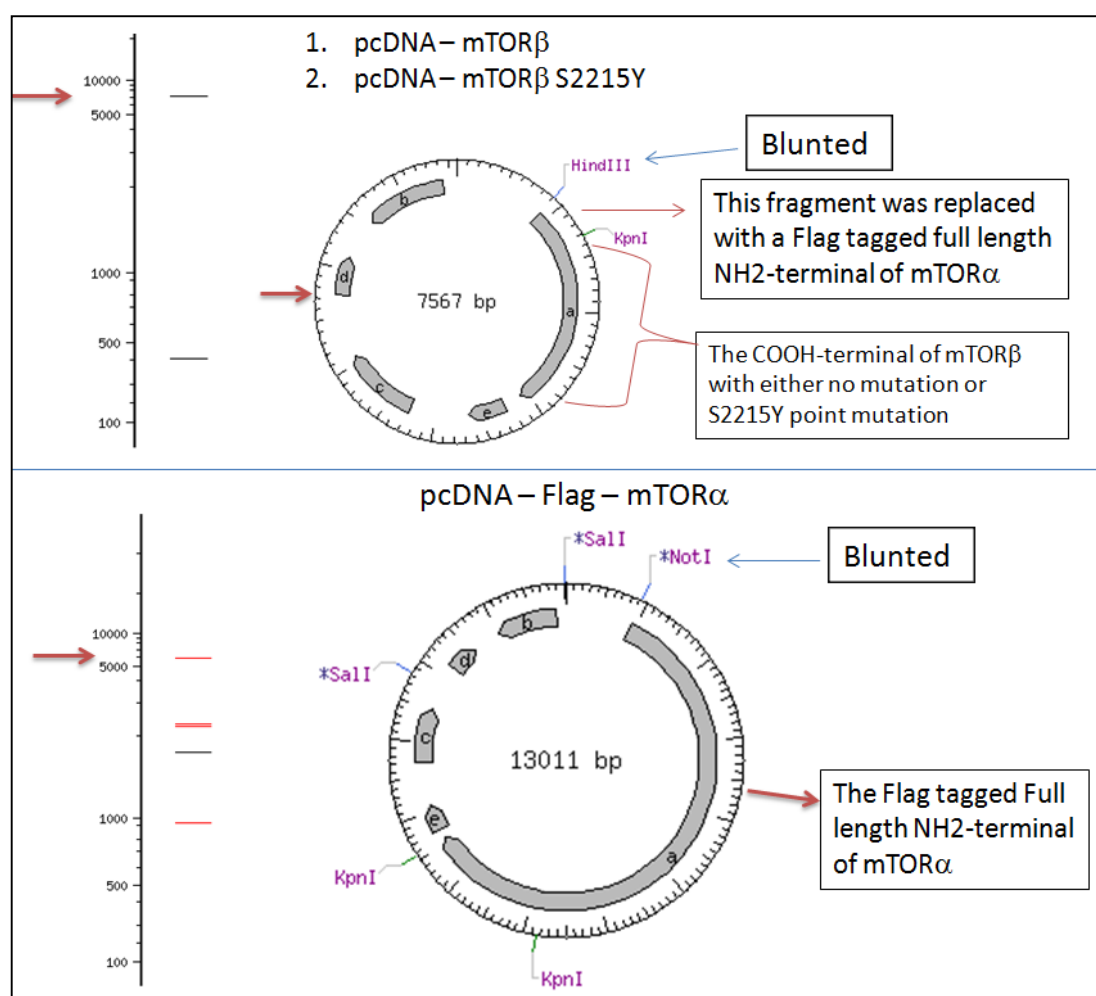 1. pcDNA – mTORβ
2. pcDNA – mTORβ S2215Y
10000
5000
1000
500
100
HindIII
KpnI
b
d
a
c
e
7567 bp
Blunted
This fragment was replaced
with a Flag tagged full length
NH2-terminal of mTORα
The COOH-terminal of mTORβ
with either no mutation or
S2215Y point mutation
pcDNA – Flag – mTORα
10000
5000
1000
500
100
*SalI
*NotI
*SalI
b
d
c
e
a
13011 bp
KpnI
KpnI
Blunted
The Flag tagged Full
length NH2-terminal
of mTORα